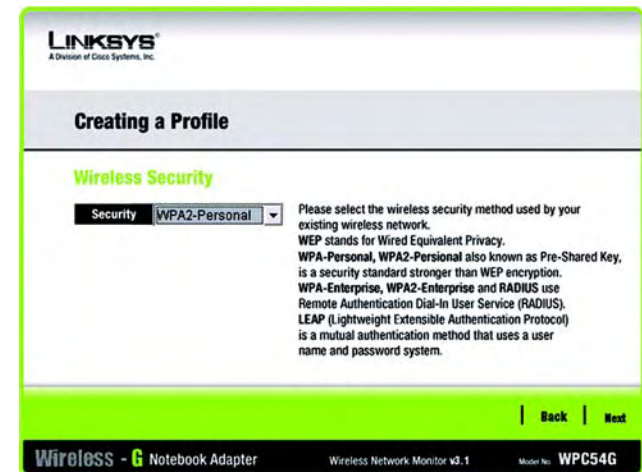 LINKSYS®
A Division of Cisco Systems, Inc.
Creating a Profile
Wireless Security
Security WPA2-Personal
Please select the wireless security method used by your
existing wireless network.
WEP stands for Wired Equivalent Privacy.
WPA-Personal, WPA2-Persional also known as Pre-Shared Key,
is a security standard stronger than WEP encryption.
WPA-Enterprise, WPA2-Enterprise and RADIUS use
Remote Authentication Dial-In User Service (RADIUS).
LEAP (Lightweight Extensible Authentication Protocol)
is a mutual authentication method that uses a user
name and password system.
Back Next
Wireless - G Notebook Adapter Wireless Network Monitor v3.1 Model No. WPC54G